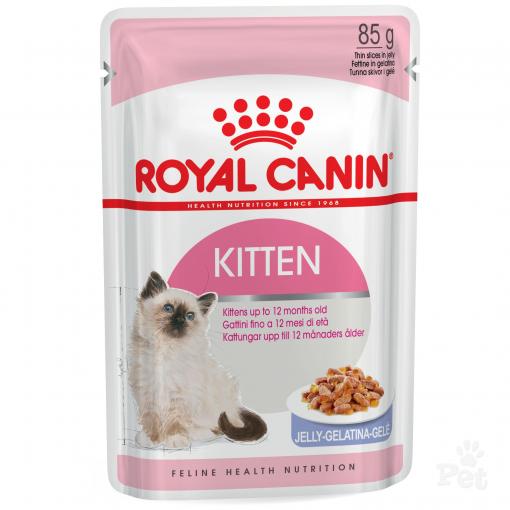 85 g
Thin slices in jelly
Fettine in gelatina
Tunna skivor i gelé
ROYAL CANIN®
HEALTH NUTRITION SINCE 1968
KITTEN
Kittens up to 12 months old
Gattini fino a 12 mesi di età
Kattungar upp till 12 månaders ålder
JELLY-GELATINA-GELÉ
FELINE HEALTH NUTRITION
Pet